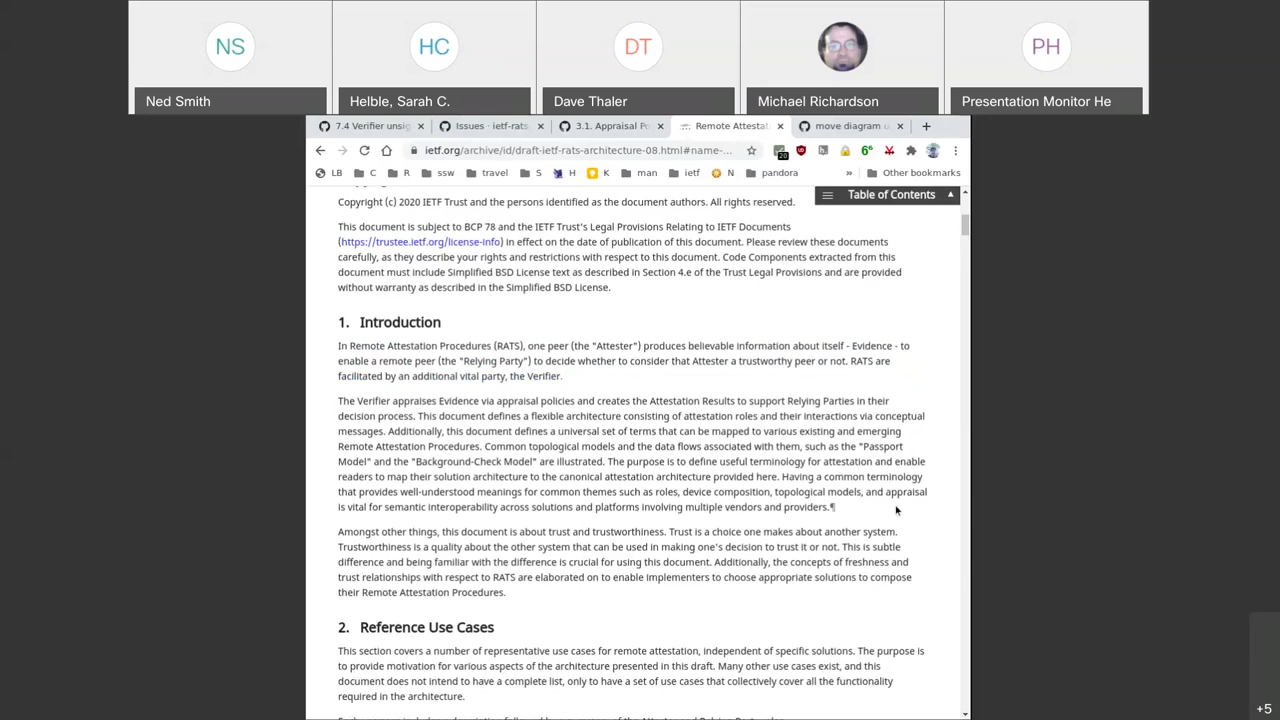 NS
HC
DT
PH
Ned Smith
Helble, Sarah C.
Dave Thaler
Michael Richardson
Presentation Monitor He
7.4 Verifier unsig
Issues · ietf-rats
3.1. Appraisal Po
Remote Attestat
move diagram u
ietf.org/archive/id/draft-ietf-rats-architecture-08.html#name-...
20
LB
C
R
ssw
travel
S
H
K
man
ietf
N
pandora
»
Other bookmarks
Table of Contents
Copyright (c) 2020 IETF Trust and the persons identified as the document authors. All rights reserved.
This document is subject to BCP 78 and the IETF Trust's Legal Provisions Relating to IETF Documents
(https://trustee.ietf.org/license-info) in effect on the date of publication of this document. Please review these documents
carefully, as they describe your rights and restrictions with respect to this document. Code Components extracted from this
document must include Simplified BSD License text as described in Section 4.e of the Trust Legal Provisions and are provided
without warranty as described in the Simplified BSD License.
1. Introduction
In Remote Attestation Procedures (RATS), one peer (the "Attester") produces believable information about itself - Evidence - to
enable a remote peer (the "Relying Party") to decide whether to consider that Attester a trustworthy peer or not. RATS are
facilitated by an additional vital party, the Verifier.
The Verifier appraises Evidence via appraisal policies and creates the Attestation Results to support Relying Parties in their
decision process. This document defines a flexible architecture consisting of attestation roles and their interactions via conceptual
messages. Additionally, this document defines a universal set of terms that can be mapped to various existing and emerging
Remote Attestation Procedures. Common topological models and the data flows associated with them, such as the "Passport
Model" and the "Background-Check Model" are illustrated. The purpose is to define useful terminology for attestation and enable
readers to map their solution architecture to the canonical attestation architecture provided here. Having a common terminology
that provides well-understood meanings for common themes such as roles, device composition, topological models, and appraisal
is vital for semantic interoperability across solutions and platforms involving multiple vendors and providers.¶
Amongst other things, this document is about trust and trustworthiness. Trust is a choice one makes about another system.
Trustworthiness is a quality about the other system that can be used in making one's decision to trust it or not. This is subtle
difference and being familiar with the difference is crucial for using this document. Additionally, the concepts of freshness and
trust relationships with respect to RATS are elaborated on to enable implementers to choose appropriate solutions to compose
their Remote Attestation Procedures.
2. Reference Use Cases
This section covers a number of representative use cases for remote attestation, independent of specific solutions. The purpose is
to provide motivation for various aspects of the architecture presented in this draft. Many other use cases exist, and this
document does not intend to have a complete list, only to have a set of use cases that collectively cover all the functionality
required in the architecture.
+5